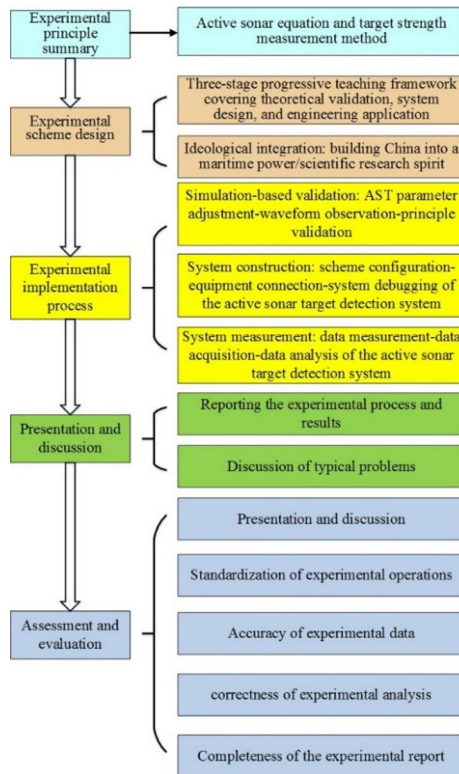 Experimental
principle
summary
Active sonar equation and target strength
measurement method
Experimental
scheme design
Three-stage progressive teaching framework
covering theoretical validation, system
design, and engineering application
Ideological integration: building China into a
maritime power/scientific research spirit
Experimental
implementation
process
Simulation-based validation: AST parameter
adjustment-waveform observation-principle
validation
System construction: scheme configuration-
equipment connection-system debugging of
the active sonar target detection system
System measurement: data measurement-data
acquisition-data analysis of the active sonar
target detection system
Presentation and
discussion
Reporting the experimental process and
results
Discussion of typical problems
Assessment and
evaluation
Presentation and discussion
Standardization of experimental operations
Accuracy of experimental data
correctness of experimental analysis
Completeness of the experimental report